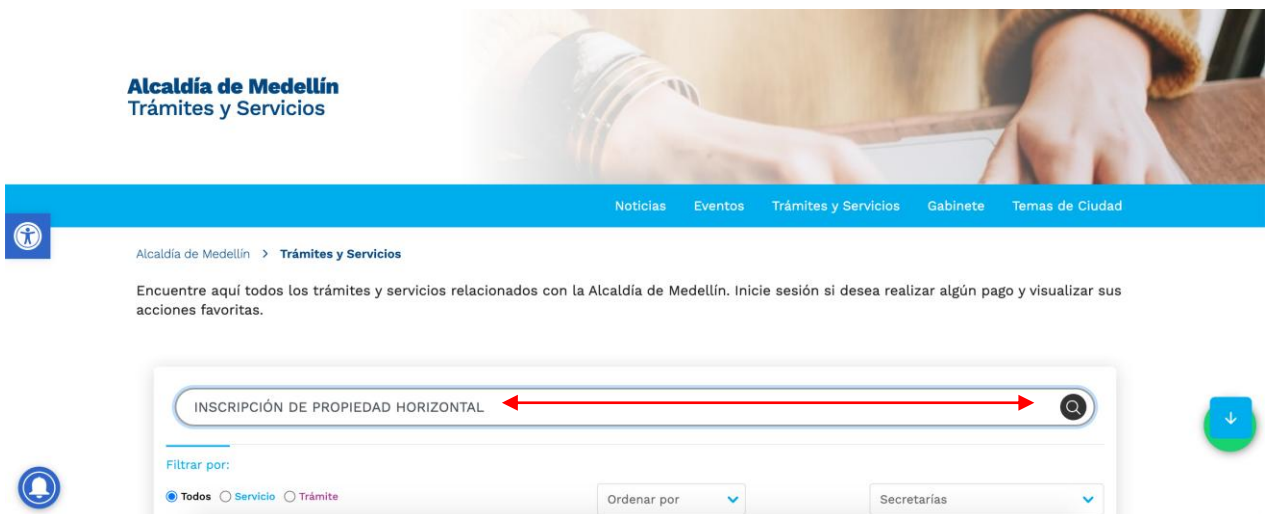 Alcaldía de Medellín
Trámites y Servicios
Noticias Eventos Trámites y Servicios Gabinete Temas de Ciudad
Alcaldía de Medellín > Trámites y Servicios
Encuentre aquí todos los trámites y servicios relacionados con la Alcaldía de Medellín. Inicie sesión si desea realizar algún pago y visualizar sus
acciones favoritas.
INSCRIPCIÓN DE PROPIEDAD HORIZONTAL
Filtrar por:
Todos Servicio Trámite Ordenar por Secretarías